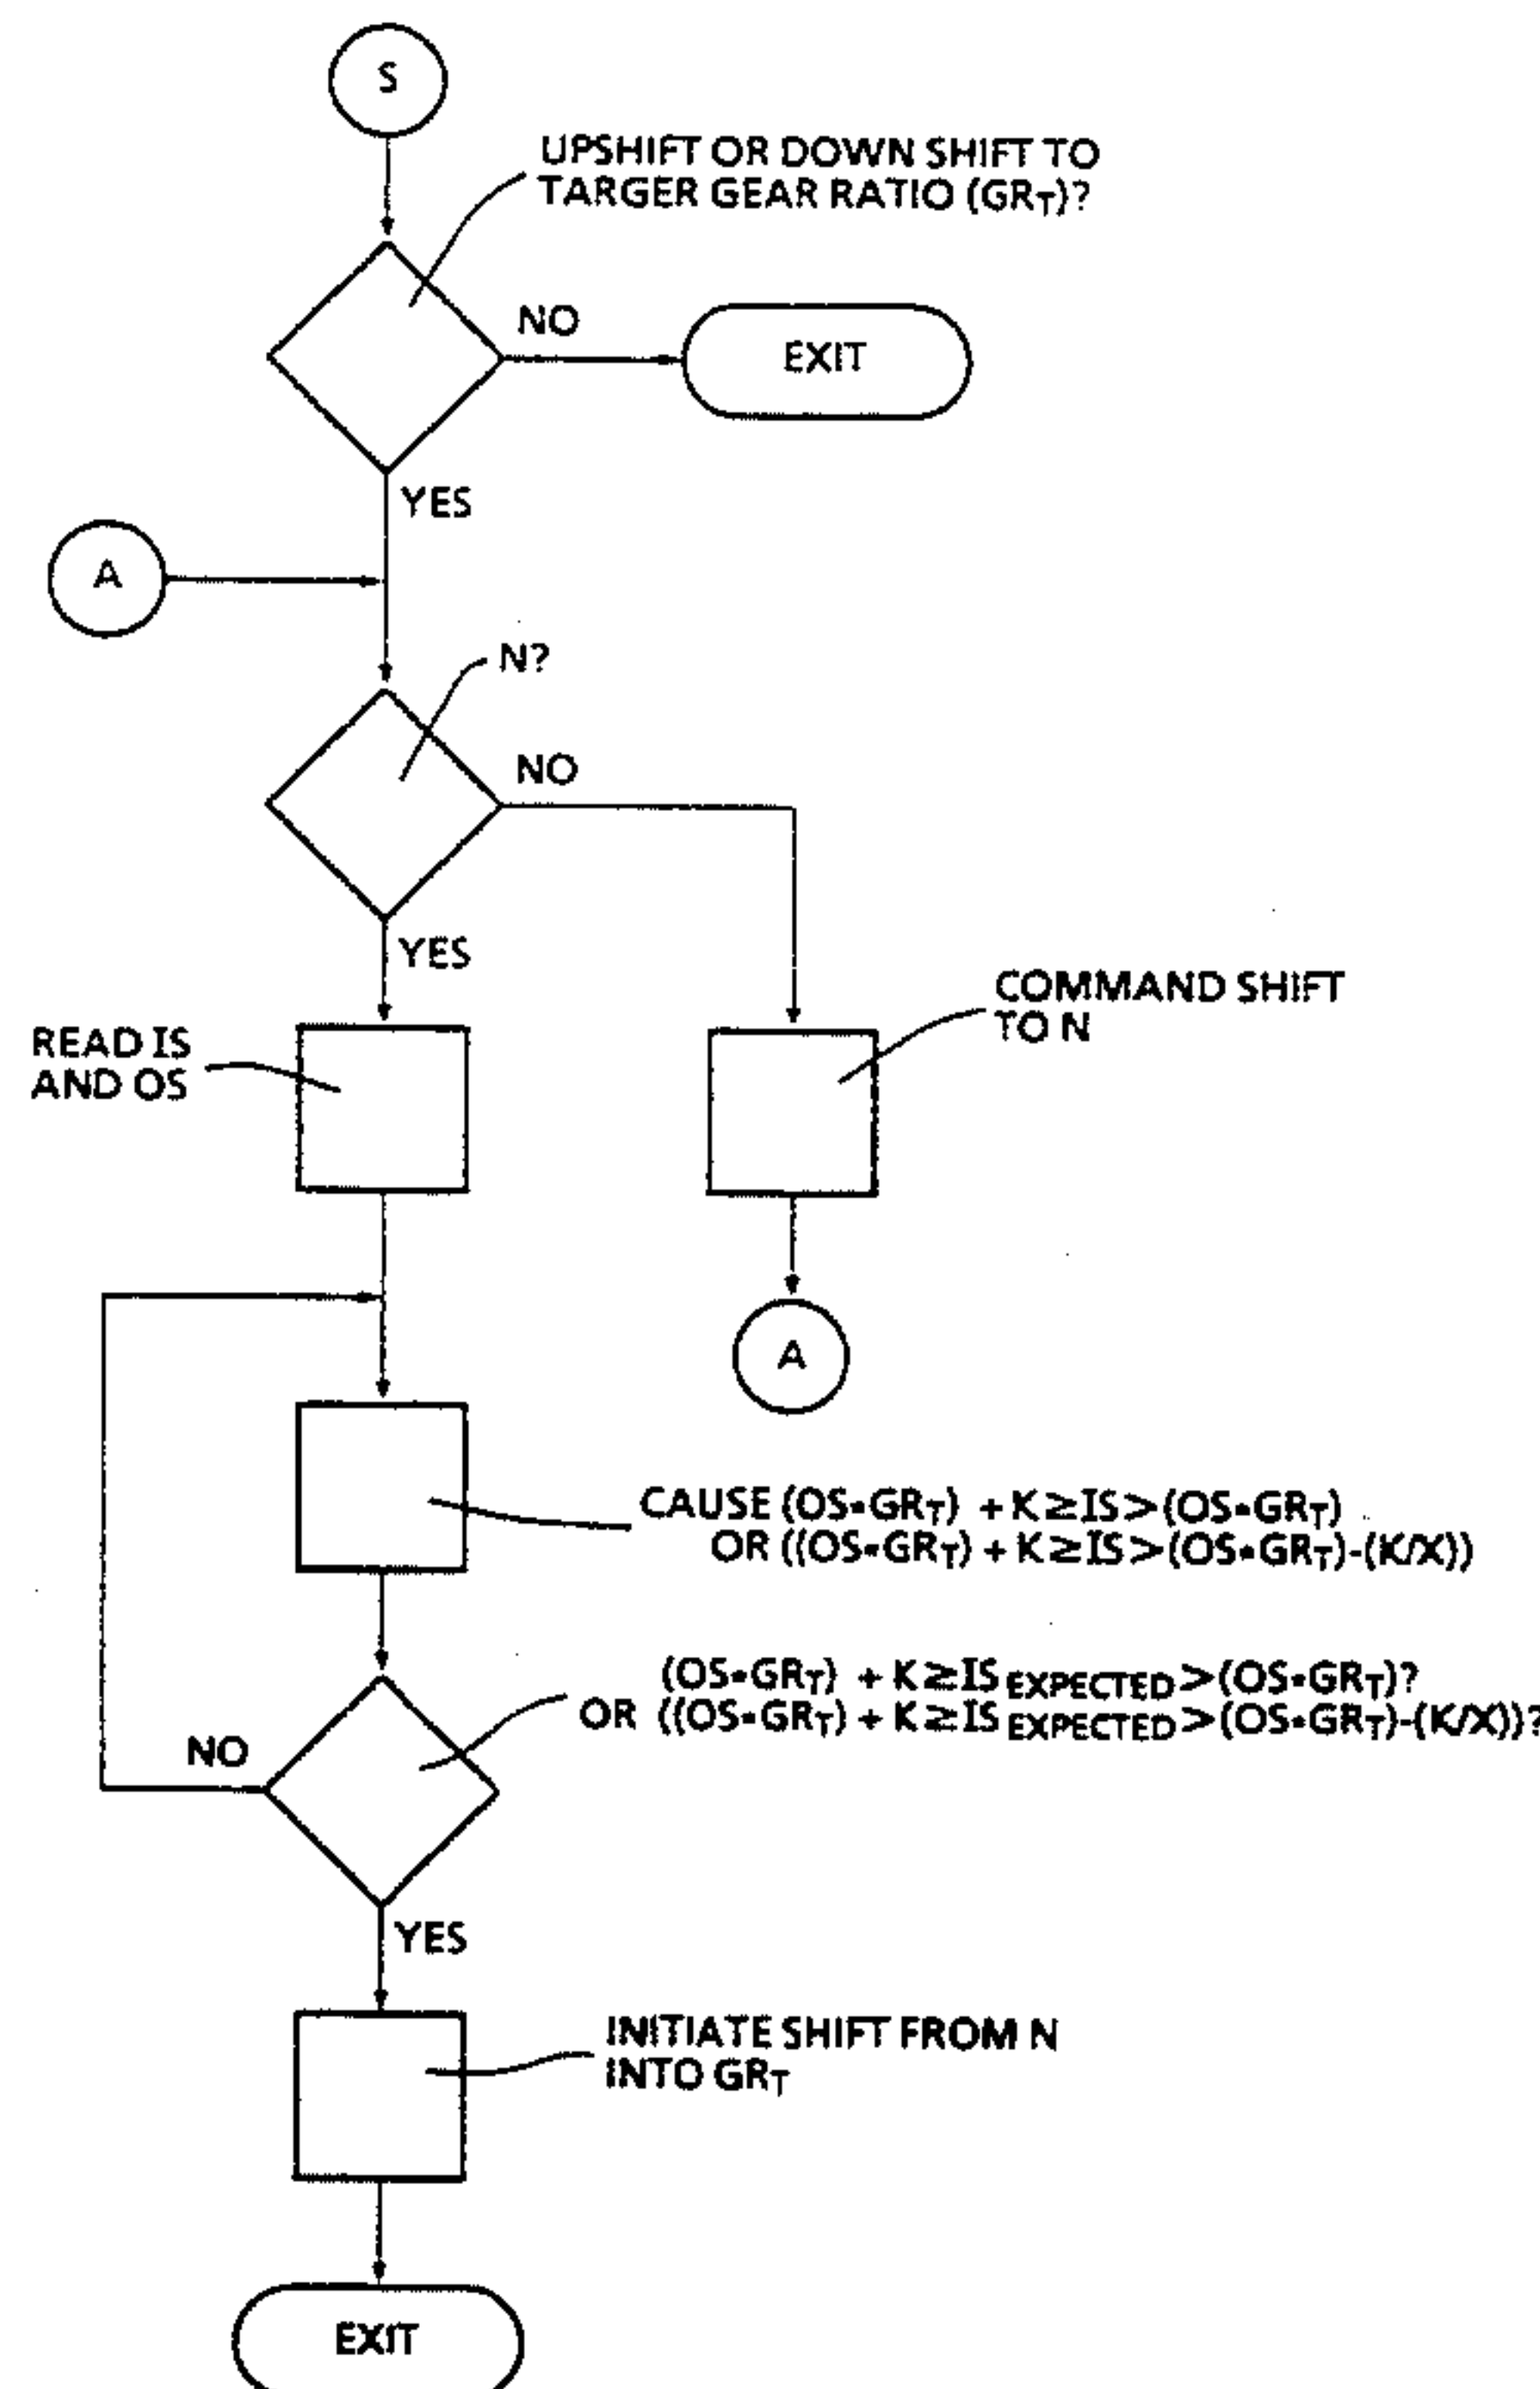 S
UPSHIFT OR DOWN SHIFT TO
TARGER GEAR RATIO (GRT)?
NO
EXIT
YES
A
N?
NO
YES
COMMAND SHIFT
TO N
READ IS
AND OS
A
CAUSE (OS•GRT) + K ≥ IS > (OS•GRT)
OR ((OS•GRT) + K ≥ IS > (OS•GRT)-(K/X))
(OS•GRT) + K ≥ IS EXPECTED > (OS•GRT)?
OR ((OS•GRT) + K ≥ IS EXPECTED > (OS•GRT)-(K/X))?
NO
YES
INITIATE SHIFT FROM N
INTO GRT
EXIT